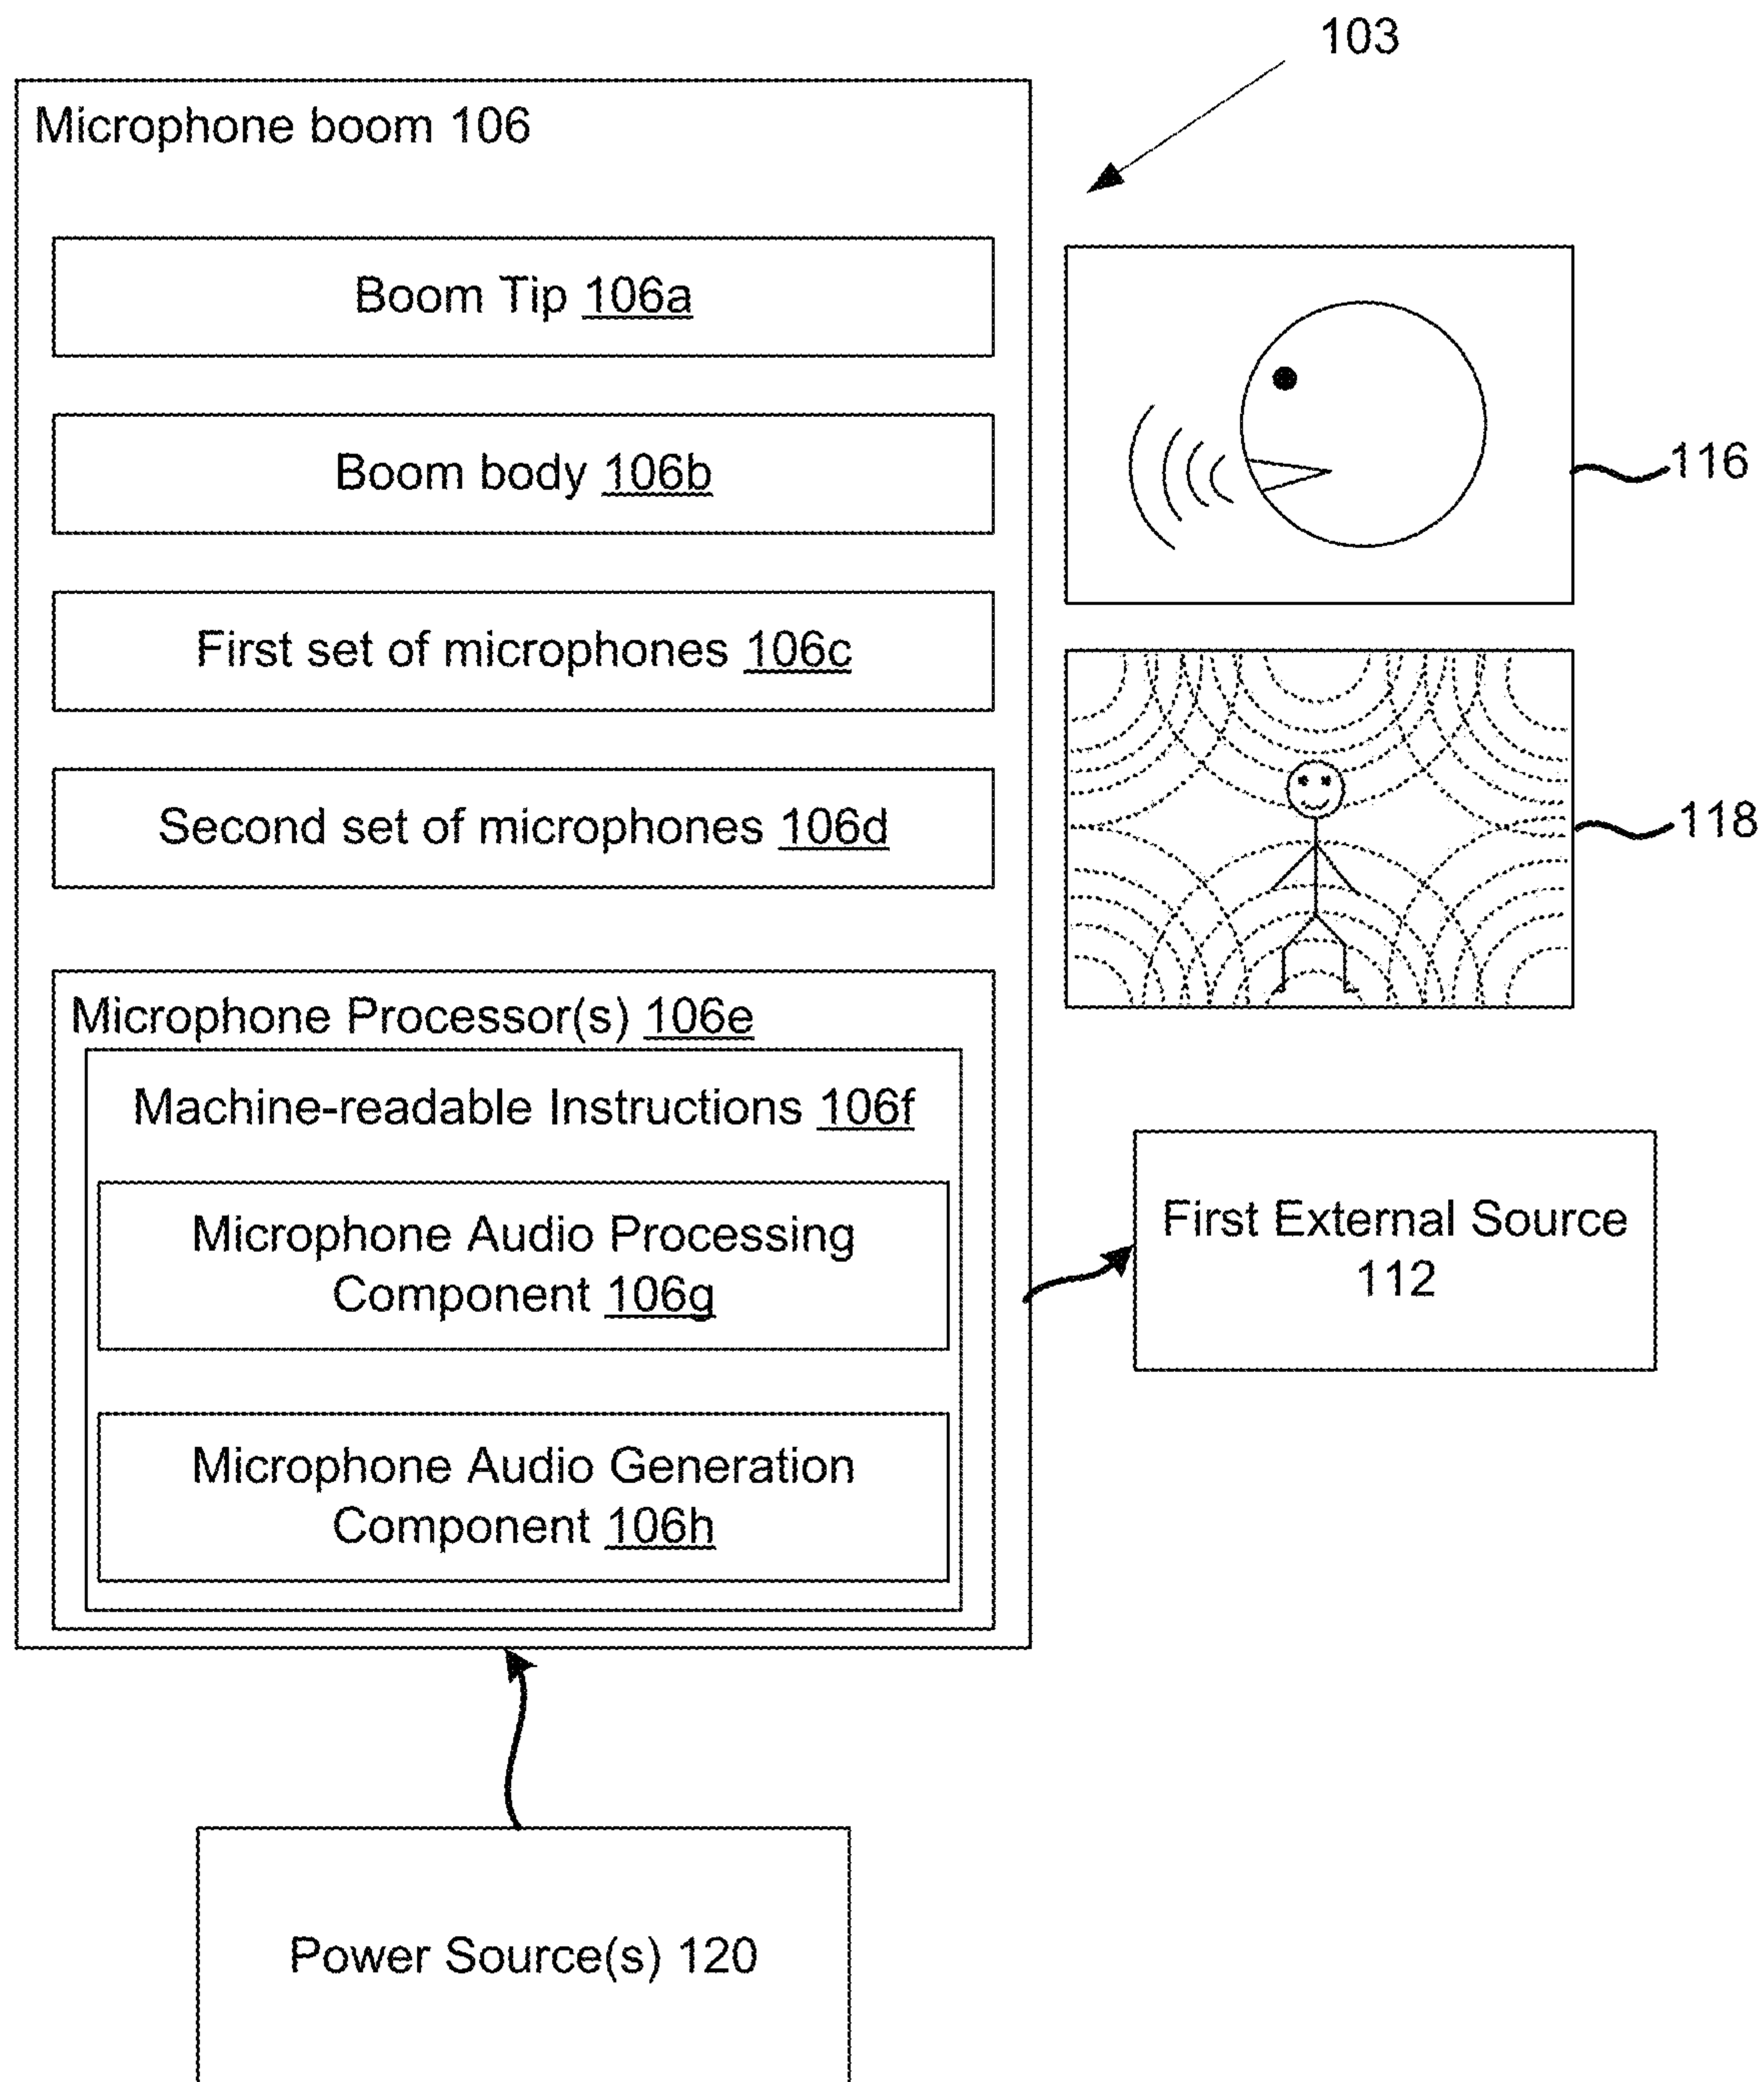 103
Microphone boom 106
Boom Tip 106a
Boom body 106b
First set of microphones 106c
Second set of microphones 106d
Microphone Processor(s) 106e
Machine-readable Instructions 106f
Microphone Audio Processing
Component 106g
Microphone Audio Generation
Component 106h
116
118
First External Source
112
Power Source(s) 120